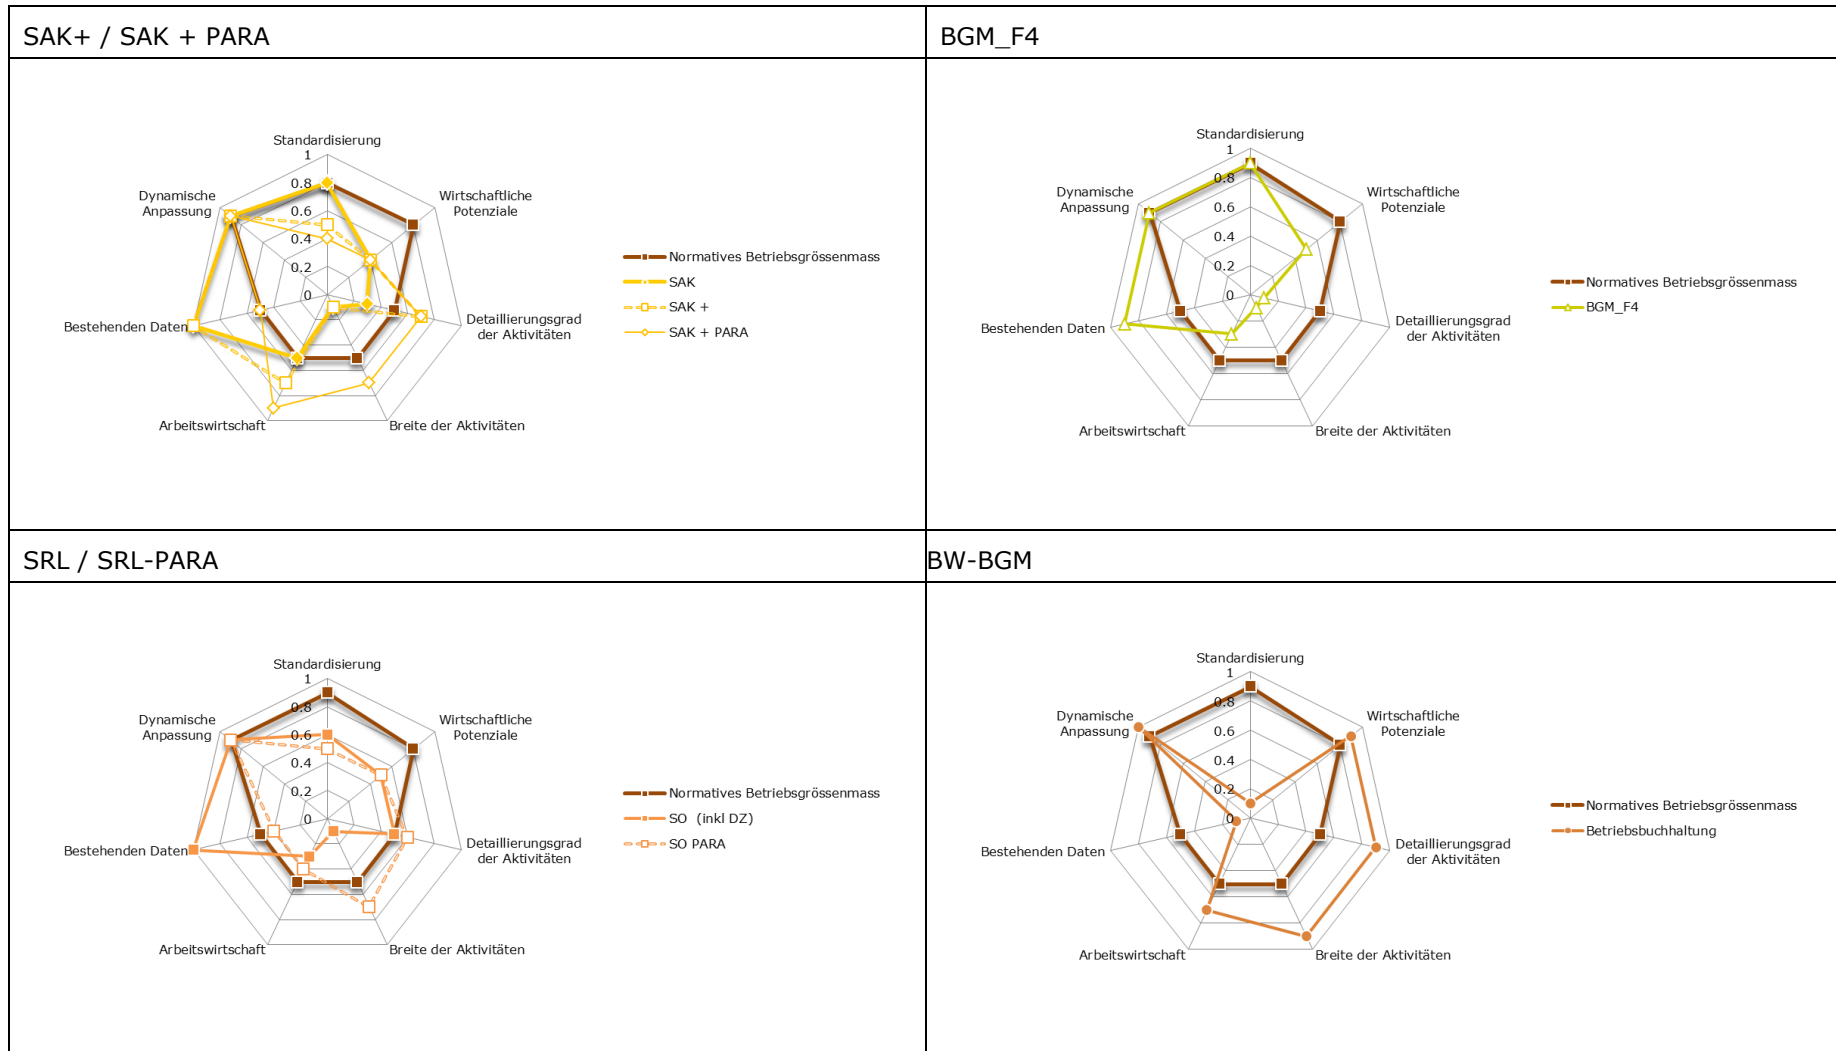 SAK+ / SAK + PARA
BGM_F4
Standardisierung
1
0.8
0.6
0.4
0.2
0
Wirtschaftliche
Potenziale
Detaillierungsgrad
der Aktivitäten
Breite der Aktivitäten
Arbeitswirtschaft
Bestehenden Daten
Dynamische
Anpassung
Normatives Betriebsgrössenmass
SAK
SAK +
SAK + PARA
Standardisierung
1
0.8
0.6
0.4
0.2
0
Wirtschaftliche
Potenziale
Detaillierungsgrad
der Aktivitäten
Breite der Aktivitäten
Arbeitswirtschaft
Bestehenden Daten
Dynamische
Anpassung
Normatives Betriebsgrössenmass
BGM_F4
SRL / SRL-PARA
BW-BGM
Standardisierung
1
0.8
0.6
0.4
0.2
0
Wirtschaftliche
Potenziale
Detaillierungsgrad
der Aktivitäten
Breite der Aktivitäten
Arbeitswirtschaft
Bestehenden Daten
Dynamische
Anpassung
Normatives Betriebsgrössenmass
SO (inkl DZ)
SO PARA
Standardisierung
1
0.8
0.6
0.4
0.2
0
Wirtschaftliche
Potenziale
Detaillierungsgrad
der Aktivitäten
Breite der Aktivitäten
Arbeitswirtschaft
Bestehenden Daten
Dynamische
Anpassung
Normatives Betriebsgrössenmass
Betriebsbuchhaltung